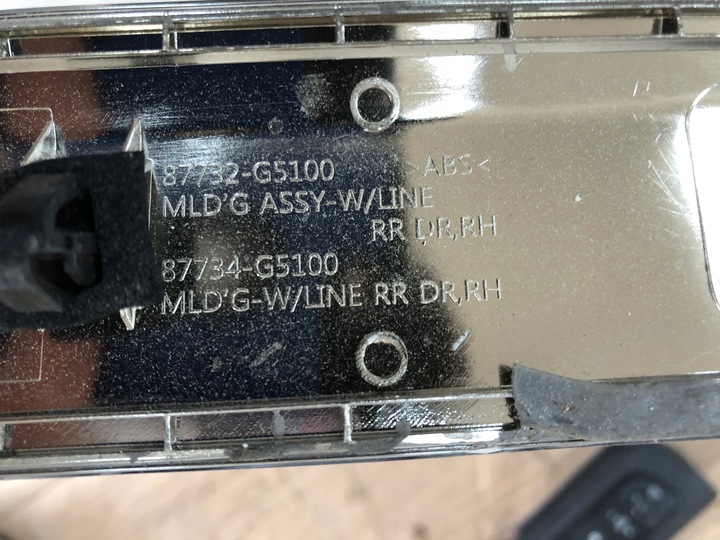 87732-G5100 >ABS<
MLD'G ASSY-W/LINE
RR DR,RH
87734-G5100
MLD'G-W/LINE RR DR,RH